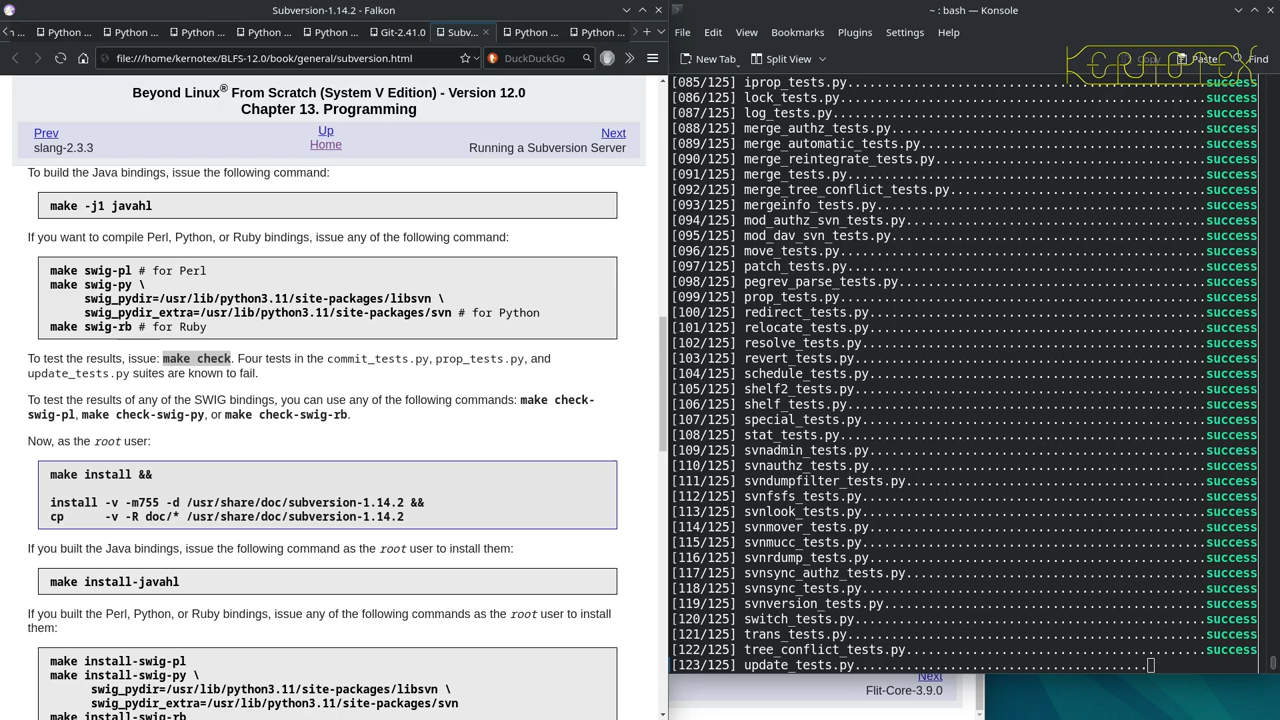 Subversion-1.14.2 - Falkon
n ...
Python ...
Python ...
Python ...
Python ...
Python ...
Git-2.41.0
Subv...
Python ...
Python ...
file:///home/kernotex/BLFS-12.0/book/general/subversion.html
DuckDuckGo
Beyond Linux® From Scratch (System V Edition) - Version 12.0
Chapter 13. Programming
Prev
Up
Next
slang-2.3.3
Home
Running a Subversion Server
To build the Java bindings, issue the following command:
make -j1 javahl
If you want to compile Perl, Python, or Ruby bindings, issue any of the following command:
make swig-pl # for Perl
make swig-py \
swig_pydir=/usr/lib/python3.11/site-packages/libsvn \
swig_pydir_extra=/usr/lib/python3.11/site-packages/svn # for Python
make swig-rb # for Ruby
To test the results, issue: make check. Four tests in the commit_tests.py, prop_tests.py, and
update_tests.py suites are known to fail.
To test the results of any of the SWIG bindings, you can use any of the following commands: make check-
swig-pl, make check-swig-py, or make check-swig-rb.
Now, as the root user:
make install &&
install -v -m755 -d /usr/share/doc/subversion-1.14.2 &&
cp -v -R doc/* /usr/share/doc/subversion-1.14.2
If you built the Java bindings, issue the following command as the root user to install them:
make install-javahl
If you built the Perl, Python, or Ruby bindings, issue any of the following commands as the root user to install
them:
make install-swig-pl
make install-swig-py \
swig_pydir=/usr/lib/python3.11/site-packages/libsvn \
swig_pydir_extra=/usr/lib/python3.11/site-packages/svn
make install-swig-rb
~ : bash — Konsole
File Edit View Bookmarks Plugins Settings Help
New Tab Split View Copy Paste Find
KernoteX
[085/125] iprop_tests.py................................................success
[086/125] lock_tests.py.................................................success
[087/125] log_tests.py..................................................success
[088/125] merge_authz_tests.py..........................................success
[089/125] merge_automatic_tests.py......................................success
[090/125] merge_reintegrate_tests.py....................................success
[091/125] merge_tests.py................................................success
[092/125] merge_tree_conflict_tests.py..................................success
[093/125] mergeinfo_tests.py............................................success
[094/125] mod_authz_svn_tests.py........................................success
[095/125] mod_dav_svn_tests.py..........................................success
[096/125] move_tests.py.................................................success
[097/125] patch_tests.py................................................success
[098/125] pegrev_parse_tests.py.........................................success
[099/125] prop_tests.py.................................................success
[100/125] redirect_tests.py.............................................success
[101/125] relocate_tests.py.............................................success
[102/125] resolve_tests.py..............................................success
[103/125] revert_tests.py...............................................success
[104/125] schedule_tests.py.............................................success
[105/125] shelf2_tests.py...............................................success
[106/125] shelf_tests.py................................................success
[107/125] special_tests.py..............................................success
[108/125] stat_tests.py.................................................success
[109/125] svnadmin_tests.py.............................................success
[110/125] svnauthz_tests.py.............................................success
[111/125] svndumpfilter_tests.py........................................success
[112/125] svnfsfs_tests.py..............................................success
[113/125] svnlook_tests.py..............................................success
[114/125] svnmover_tests.py.............................................success
[115/125] svnmucc_tests.py..............................................success
[116/125] svnrdump_tests.py.............................................success
[117/125] svnsync_authz_tests.py........................................success
[118/125] svnsync_tests.py..............................................success
[119/125] svnversion_tests.py...........................................success
[120/125] switch_tests.py...............................................success
[121/125] trans_tests.py................................................success
[122/125] tree_conflict_tests.py........................................success
[123/125] update_tests.py........................................
Next
Flit-Core-3.9.0